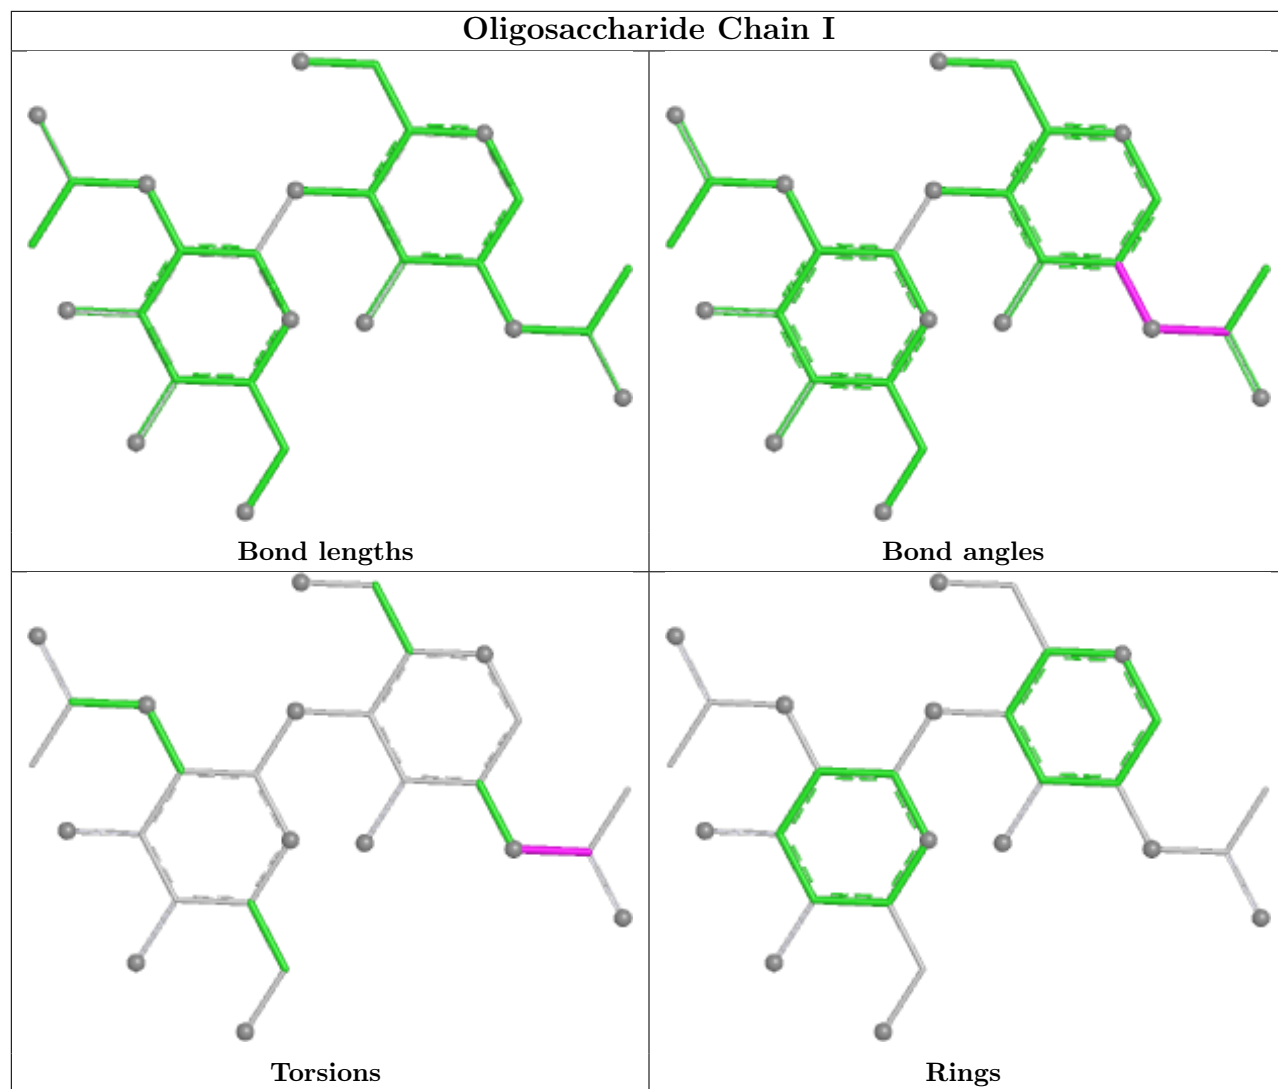 Oligosaccharide Chain I
Bond lengths
Bond angles
Torsions
Rings